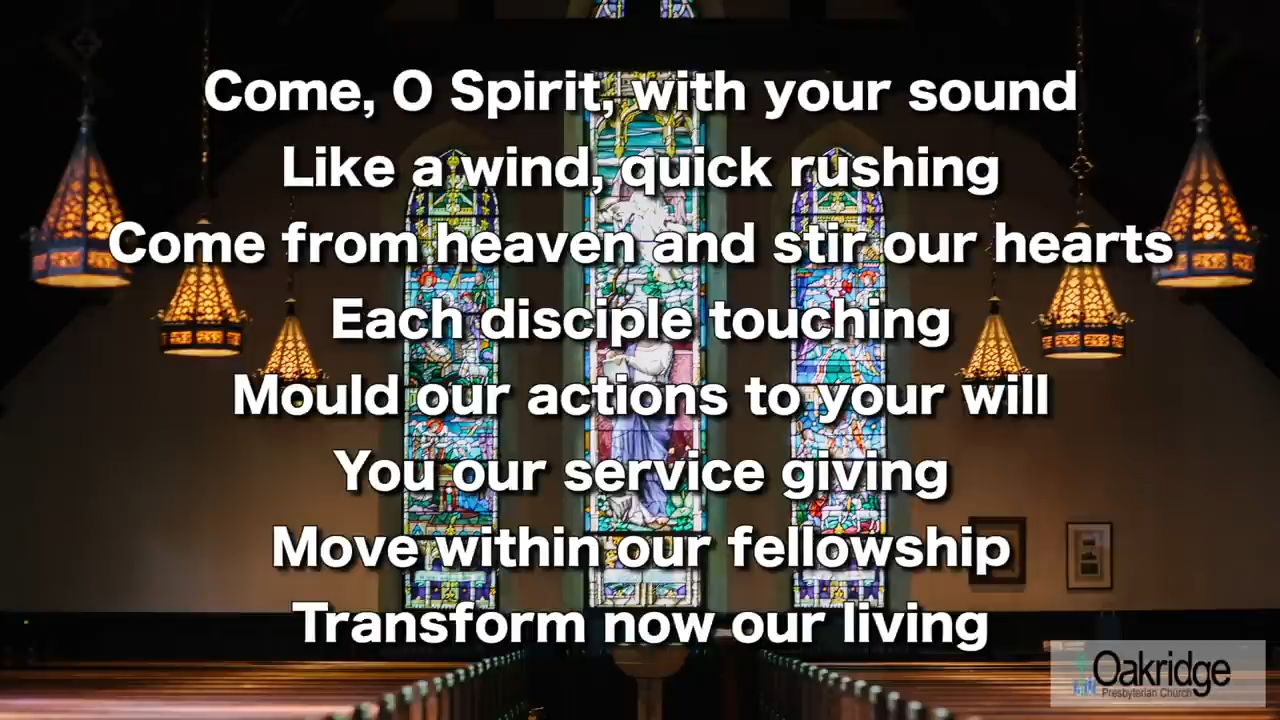 Come, O Spirit, with your sound
Like a wind, quick rushing
Come from heaven and stir our hearts
Each disciple touching
Mould our actions to your will
You our service giving
Move within our fellowship
Transform now our living
Oakridge
Presbyterian Church